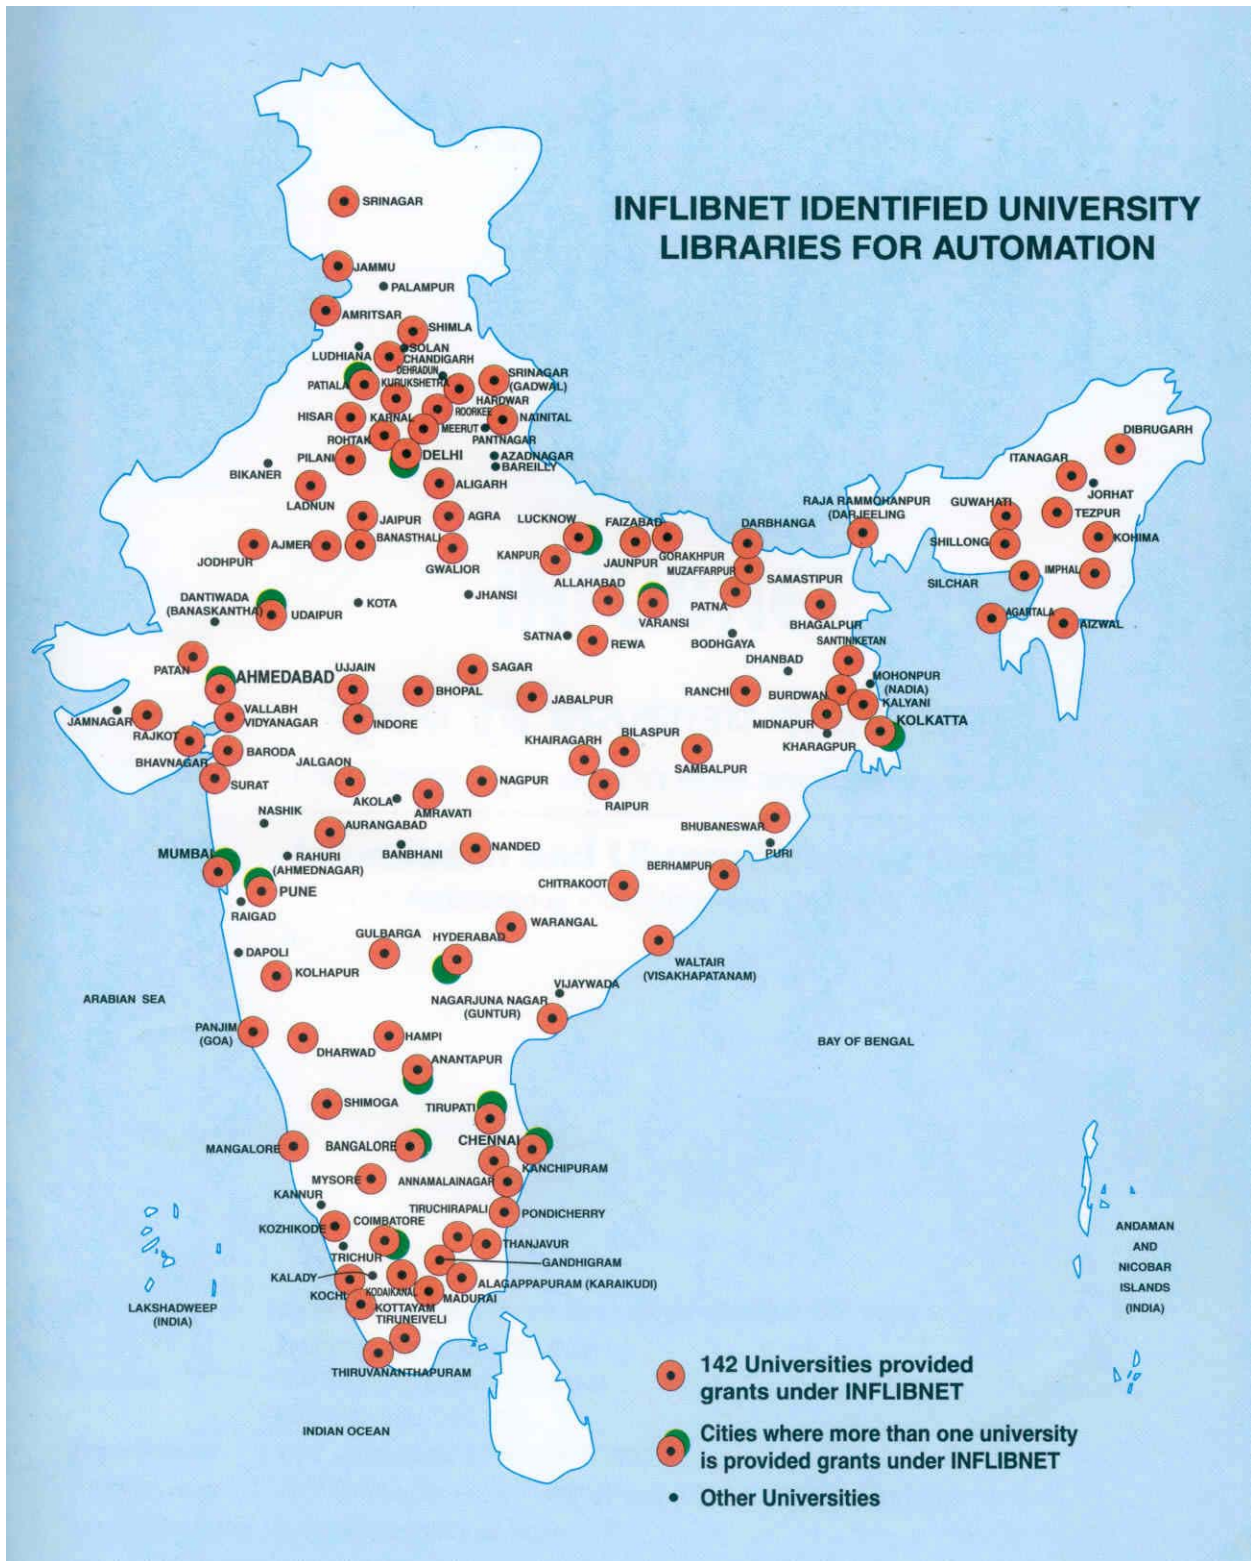 INFLIBNET IDENTIFIED UNIVERSITY
LIBRARIES FOR AUTOMATION
SRINAGAR
JAMMU
PALAMPUR
AMRITSAR
SHIMLA
SOLAN
LUDHIANA
CHANDIGARH
DEHRADUN
SRINAGAR
(GADWAL)
PATIALA
KURUKSHETRA
HARDWAR
HISAR
KARNAL
ROORKEE
NAINITAL
ROHTAK
MEERUT
PANTNAGAR
PILANI
DELHI
AZADNAGAR
BAREILLY
BIKANER
ALIGARH
LADNUN
JAIPUR
AGRA
LUCKNOW
FAIZABAD
DARBHANGA
RAJA RAMMOHANPUR
(DARJEELING
GUWAHATI
ITANAGAR
DIBRUGARH
JORHAT
TEZPUR
KOHIMA
SHILLONG
IMPHAL
SILCHAR
AGARTALA
AIZWAL
JODHPUR
AJMER
BANASTHALI
GWALIOR
KANPUR
JAUNPUR
GORAKHPUR
MUZAFFARPUR
SAMASTIPUR
ALLAHABAD
DANTIWADA
(BANASKANTHA)
UDAIPUR
KOTA
JHANSI
VARANSI
PATNA
BHAGALPUR
SATNA
REWA
BODHGAYA
SANTINIKETAN
DHANBAD
MOHONPUR
(NADIA)
PATAN
AHMEDABAD
UJJAIN
SAGAR
BHOPAL
JABALPUR
RANCHI
BURDWAN
KALYANI
JAMNAGAR
VALLABH
VIDYANAGAR
INDORE
MIDNAPUR
KOLKATTA
RAJKOT
KHARAGPUR
BHAVNAGAR
BARODA
JALGAON
KHAIRAGARH
BILASPUR
SAMBALPUR
SURAT
NAGPUR
RAIPUR
AKOLA
AMRAVATI
NASHIK
AURANGABAD
BHUBANESWAR
PURI
MUMBAI
RAHURI
(AHMEDNAGAR)
BANBHANI
NANDED
BERHAMPUR
PUNE
CHITRAKOOT
RAIGAD
WARANGAL
GULBARGA
HYDERABAD
DAPOLI
KOLHAPUR
WALTAIR
(VISAKHAPATANAM)
VIJAYWADA
NAGARJUNA NAGAR
(GUNTUR)
ARABIAN SEA
PANJIM
(GOA)
DHARWAD
HAMPI
BAY OF BENGAL
ANANTAPUR
SHIMOGA
TIRUPATI
MANGALORE
BANGALORE
CHENNAI
KANCHIPURAM
MYSORE
ANNAMALAINAGAR
KANNUR
TIRUCHIRAPALI
PONDICHERRY
KOZHIKODE
COIMBATORE
THANJAVUR
TRICHUR
GANDHIGRAM
KALADY
ALAGAPPAPURAM (KARAIKUDI)
KOCHI
KODAIKANAL
MADURAI
KOTTAYAM
TIRUNEIVELI
THIRUVANANTHAPURAM
LAKSHADWEEP
(INDIA)
ANDAMAN
AND
NICOBAR
ISLANDS
(INDIA)
INDIAN OCEAN
142 Universities provided
grants under INFLIBNET
Cities where more than one university
is provided grants under INFLIBNET
Other Universities